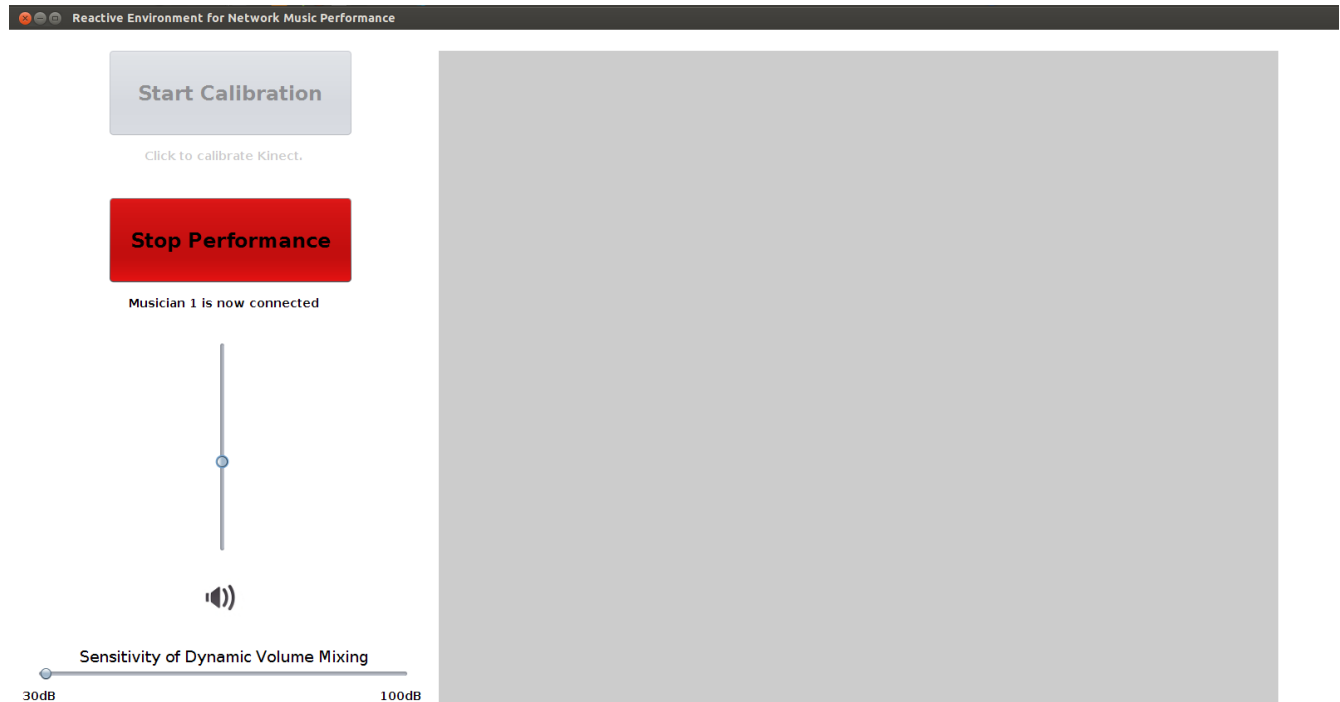 Reactive Environment for Network Music Performance
Start Calibration
Click to calibrate Kinect.
Stop Performance
Musician 1 is now connected
Sensitivity of Dynamic Volume Mixing
30dB 100dB